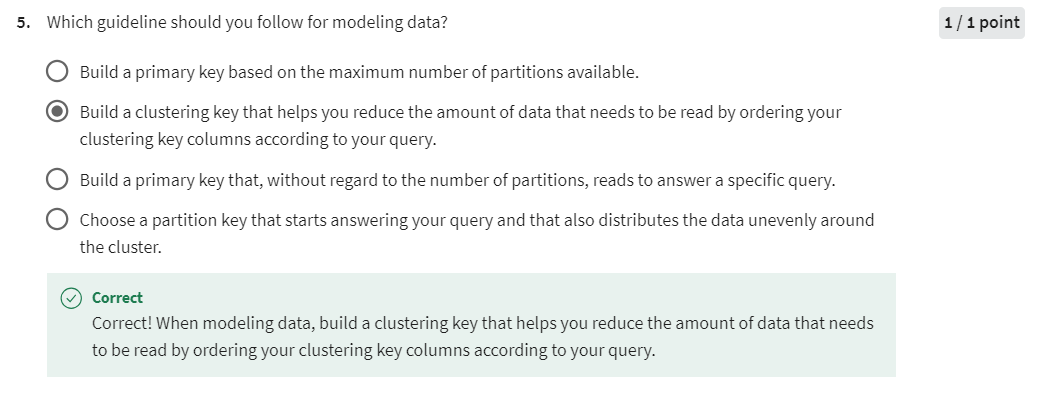 5. Which guideline should you follow for modeling data?
1 / 1 point
Build a primary key based on the maximum number of partitions available.
Build a clustering key that helps you reduce the amount of data that needs to be read by ordering your
clustering key columns according to your query.
Build a primary key that, without regard to the number of partitions, reads to answer a specific query.
Choose a partition key that starts answering your query and that also distributes the data unevenly around
the cluster.
Correct
Correct! When modeling data, build a clustering key that helps you reduce the amount of data that needs
to be read by ordering your clustering key columns according to your query.